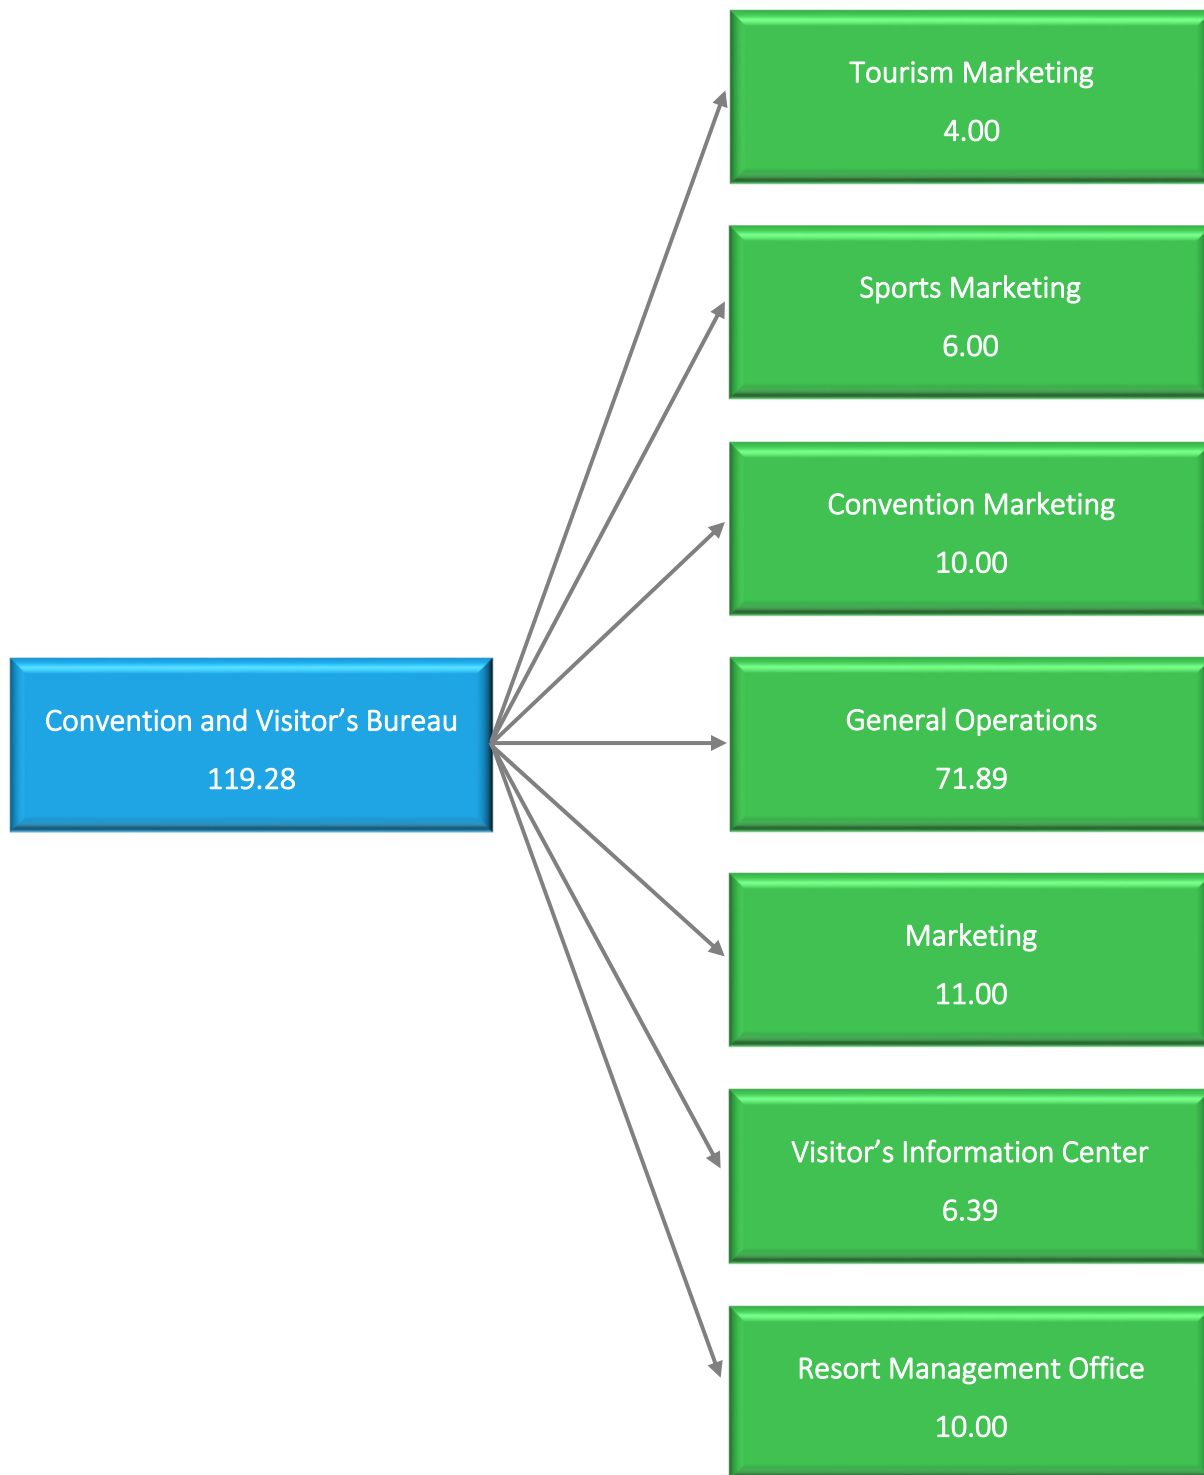 Tourism Marketing
4.00
Sports Marketing
6.00
Convention Marketing
10.00
Convention and Visitor’s Bureau
119.28
General Operations
71.89
Marketing
11.00
Visitor’s Information Center
6.39
Resort Management Office
10.00